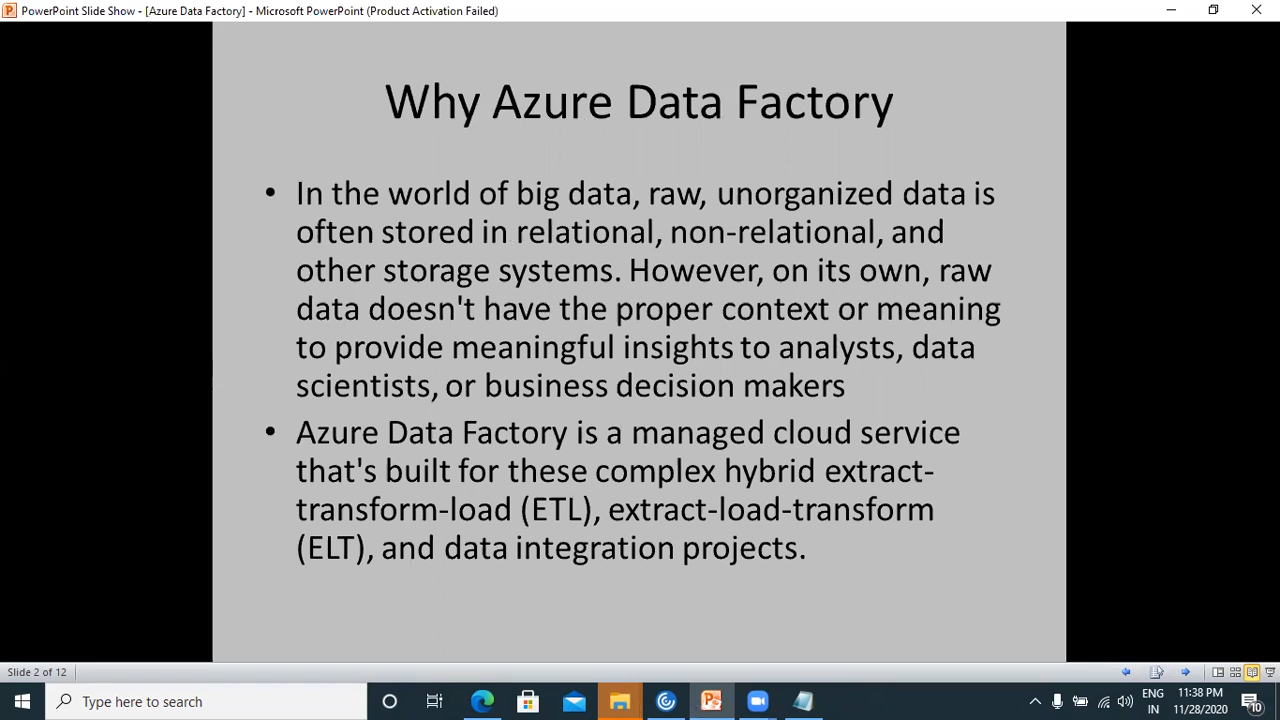 PowerPoint Slide Show - [Azure Data Factory] - Microsoft PowerPoint (Product Activation Failed)
Why Azure Data Factory
• In the world of big data, raw, unorganized data is
often stored in relational, non-relational, and
other storage systems. However, on its own, raw
data doesn't have the proper context or meaning
to provide meaningful insights to analysts, data
scientists, or business decision makers
• Azure Data Factory is a managed cloud service
that's built for these complex hybrid extract-
transform-load (ETL), extract-load-transform
(ELT), and data integration projects.
Slide 2 of 12
Type here to search
ENG
IN
11:38 PM
11/28/2020
10